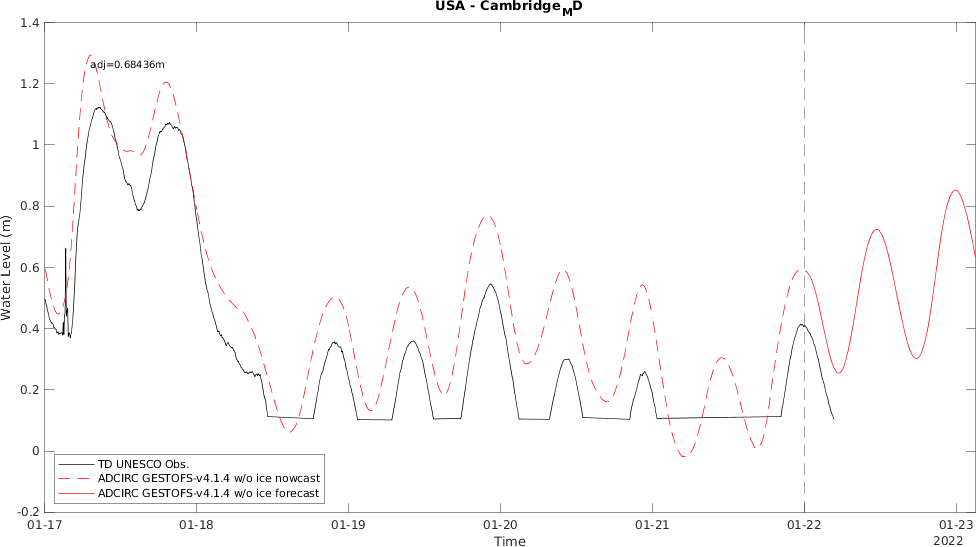 USA - Cambridge_MD
1.4
1.2
1
0.8
0.6
0.4
0.2
0
-0.2
Water Level (m)
adj=0.68436m
TD UNESCO Obs.
ADCIRC GESTOFS-v4.1.4 w/o ice nowcast
ADCIRC GESTOFS-v4.1.4 w/o ice forecast
01-17 01-18 01-19 01-20 01-21 01-22 01-23
Time
2022